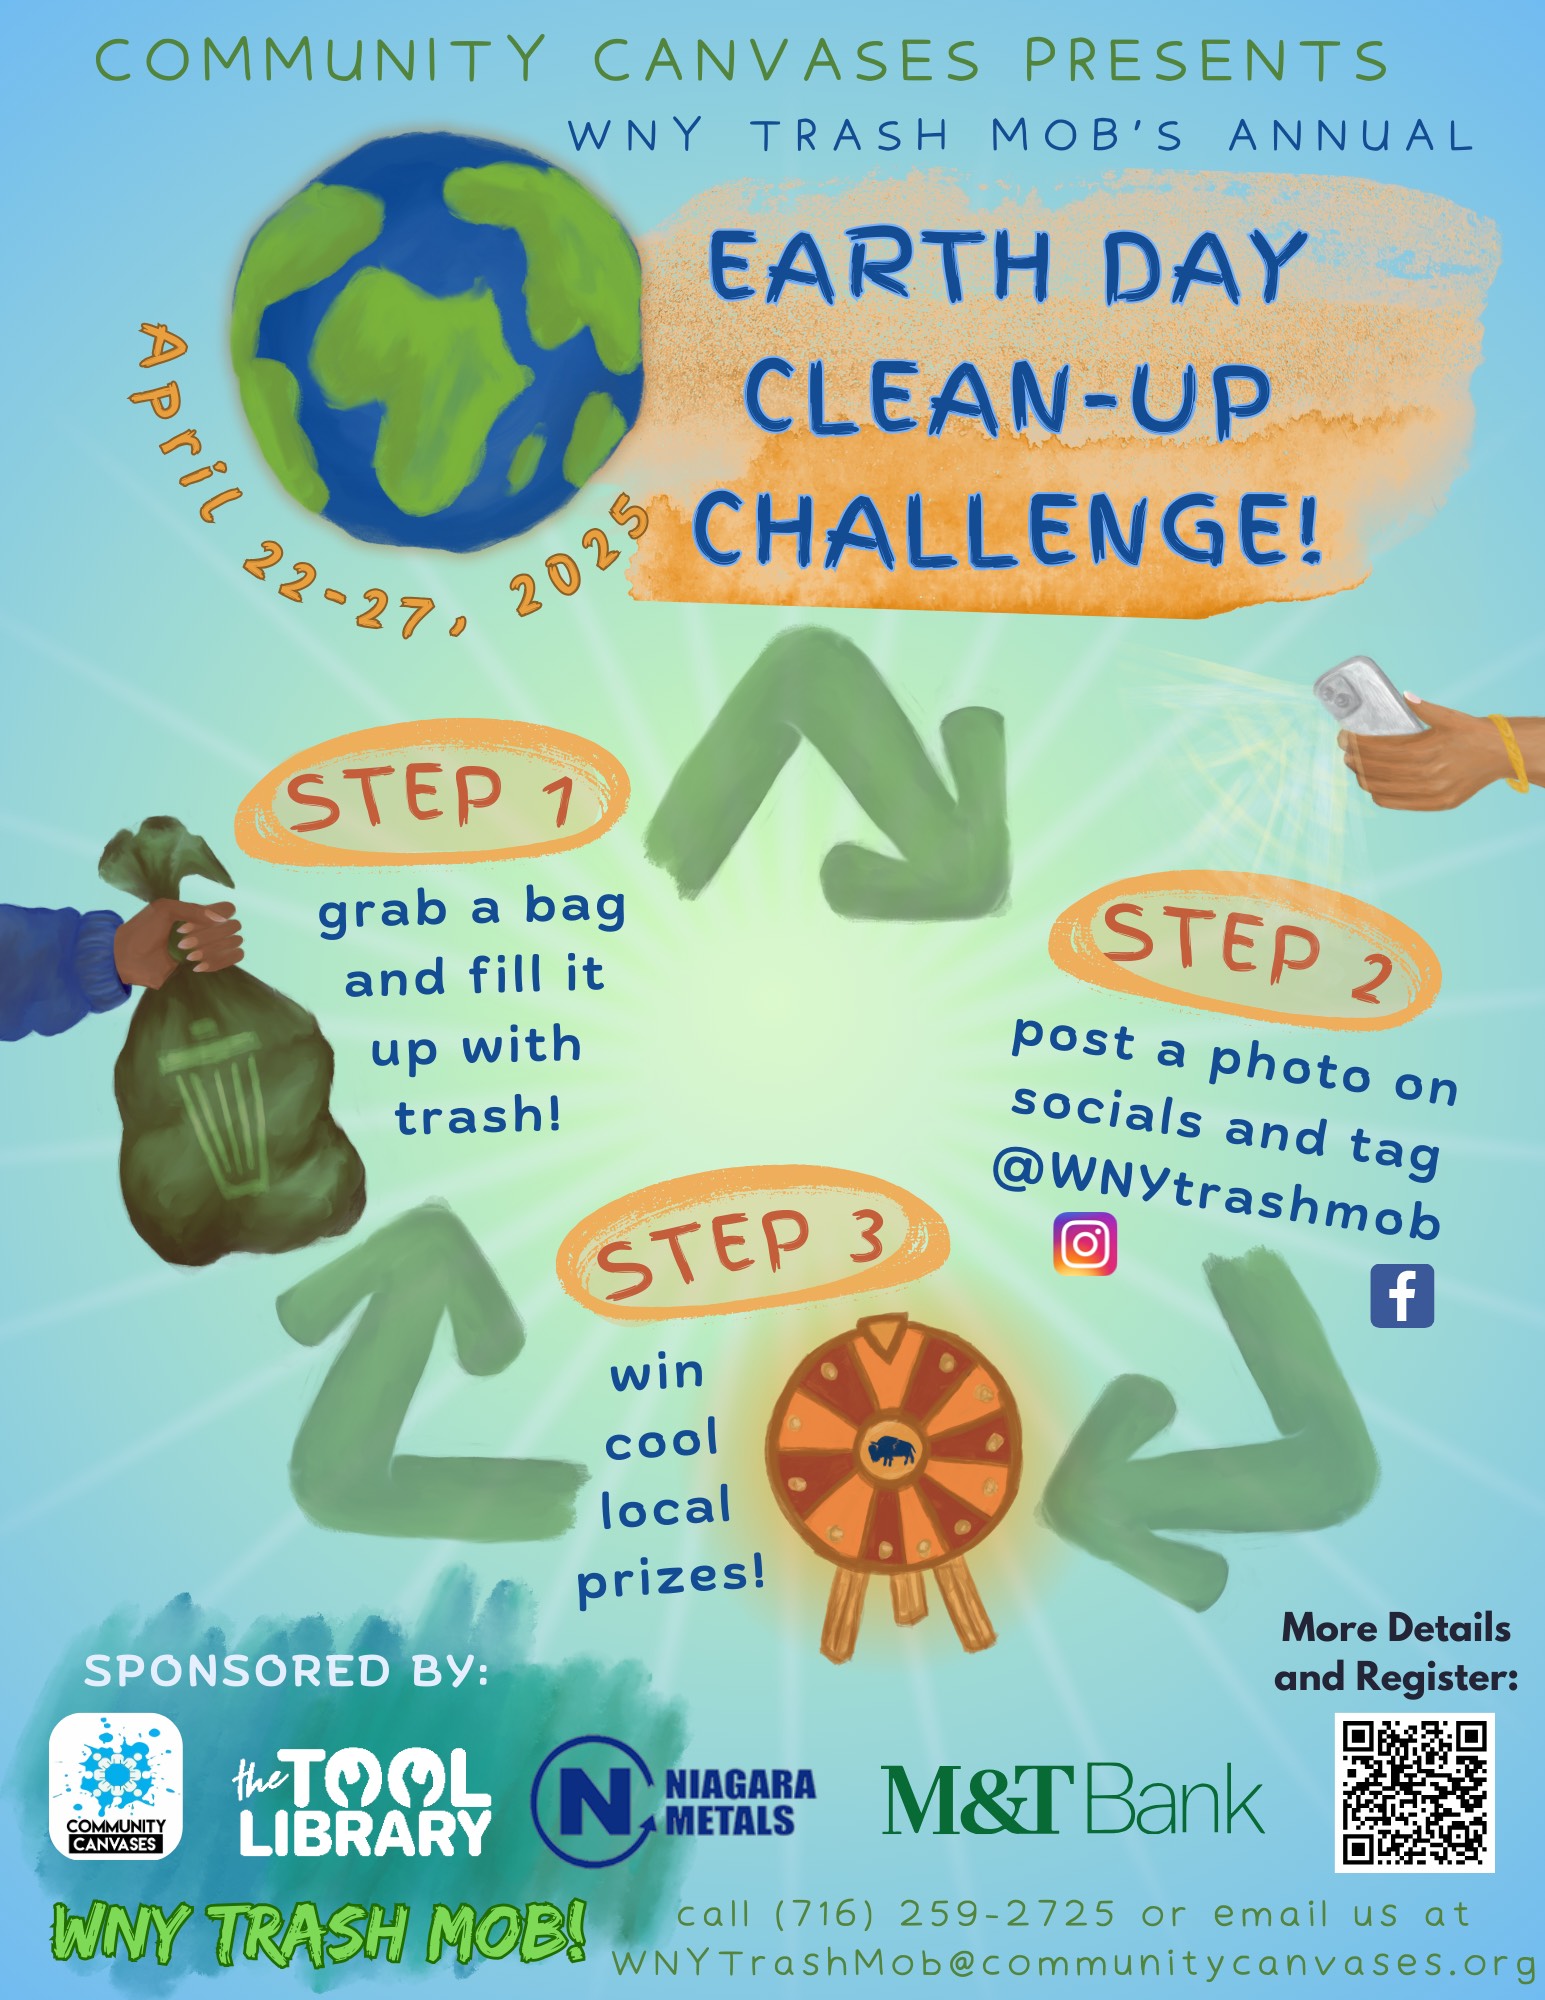 COMMUNITY CANVASES PRESENTS
WNY TRASH MOB'S ANNUAL
EARTH DAY
CLEAN-UP
CHALLENGE!
April 22-27, 2025
STEP 1
grab a bag
and fill it
up with
trash!
STEP 2
post a photo on
socials and tag
@WNYtrashmob
STEP 3
win
cool
local
prizes!
SPONSORED BY:
COMMUNITY
CANVASES
the TOOL
LIBRARY
N NIAGARA
METALS
M&T Bank
More Details
and Register:
WNY TRASH MOB!
call (716) 259-2725 or email us at
WNYTrashMob@communitycanvases.org